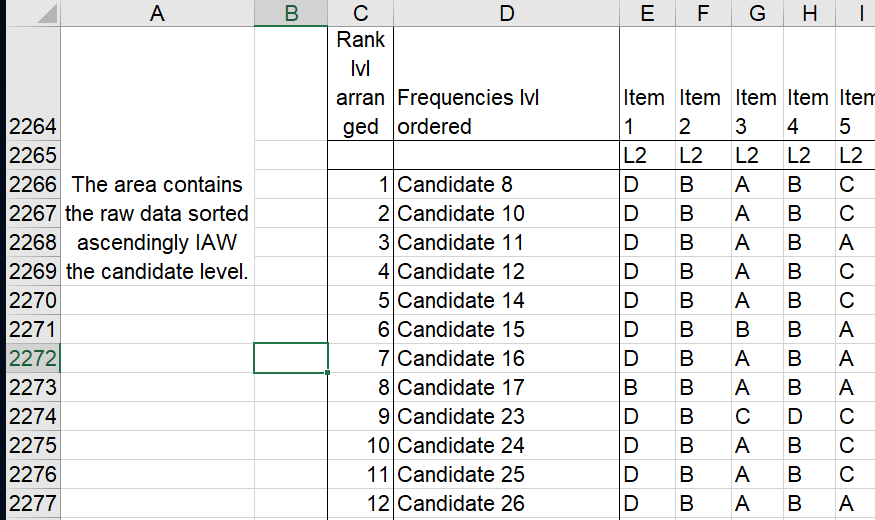 A B C D E F G H I
Rank
lvl
arran Frequencies lvl Item Item Item Item Item
2264 ged ordered 1 2 3 4 5
2265 L2 L2 L2 L2 L2
2266 The area contains 1 Candidate 8 D B A B C
2267 the raw data sorted 2 Candidate 10 D B A B C
2268 ascendingly IAW 3 Candidate 11 D B A B A
2269 the candidate level. 4 Candidate 12 D B A B C
2270 5 Candidate 14 D B A B C
2271 6 Candidate 15 D B B B A
2272 7 Candidate 16 D B A B A
2273 8 Candidate 17 B B A B A
2274 9 Candidate 23 D B C D C
2275 10 Candidate 24 D B A B C
2276 11 Candidate 25 D B A B C
2277 12 Candidate 26 D B A B A